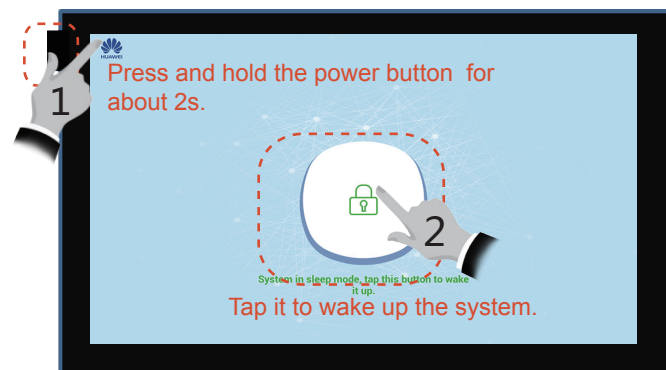 HUAWEI
Press and hold the power button for
about 2s.
1
2
System in sleep mode, tap this button to wake
it up.
Tap it to wake up the system.